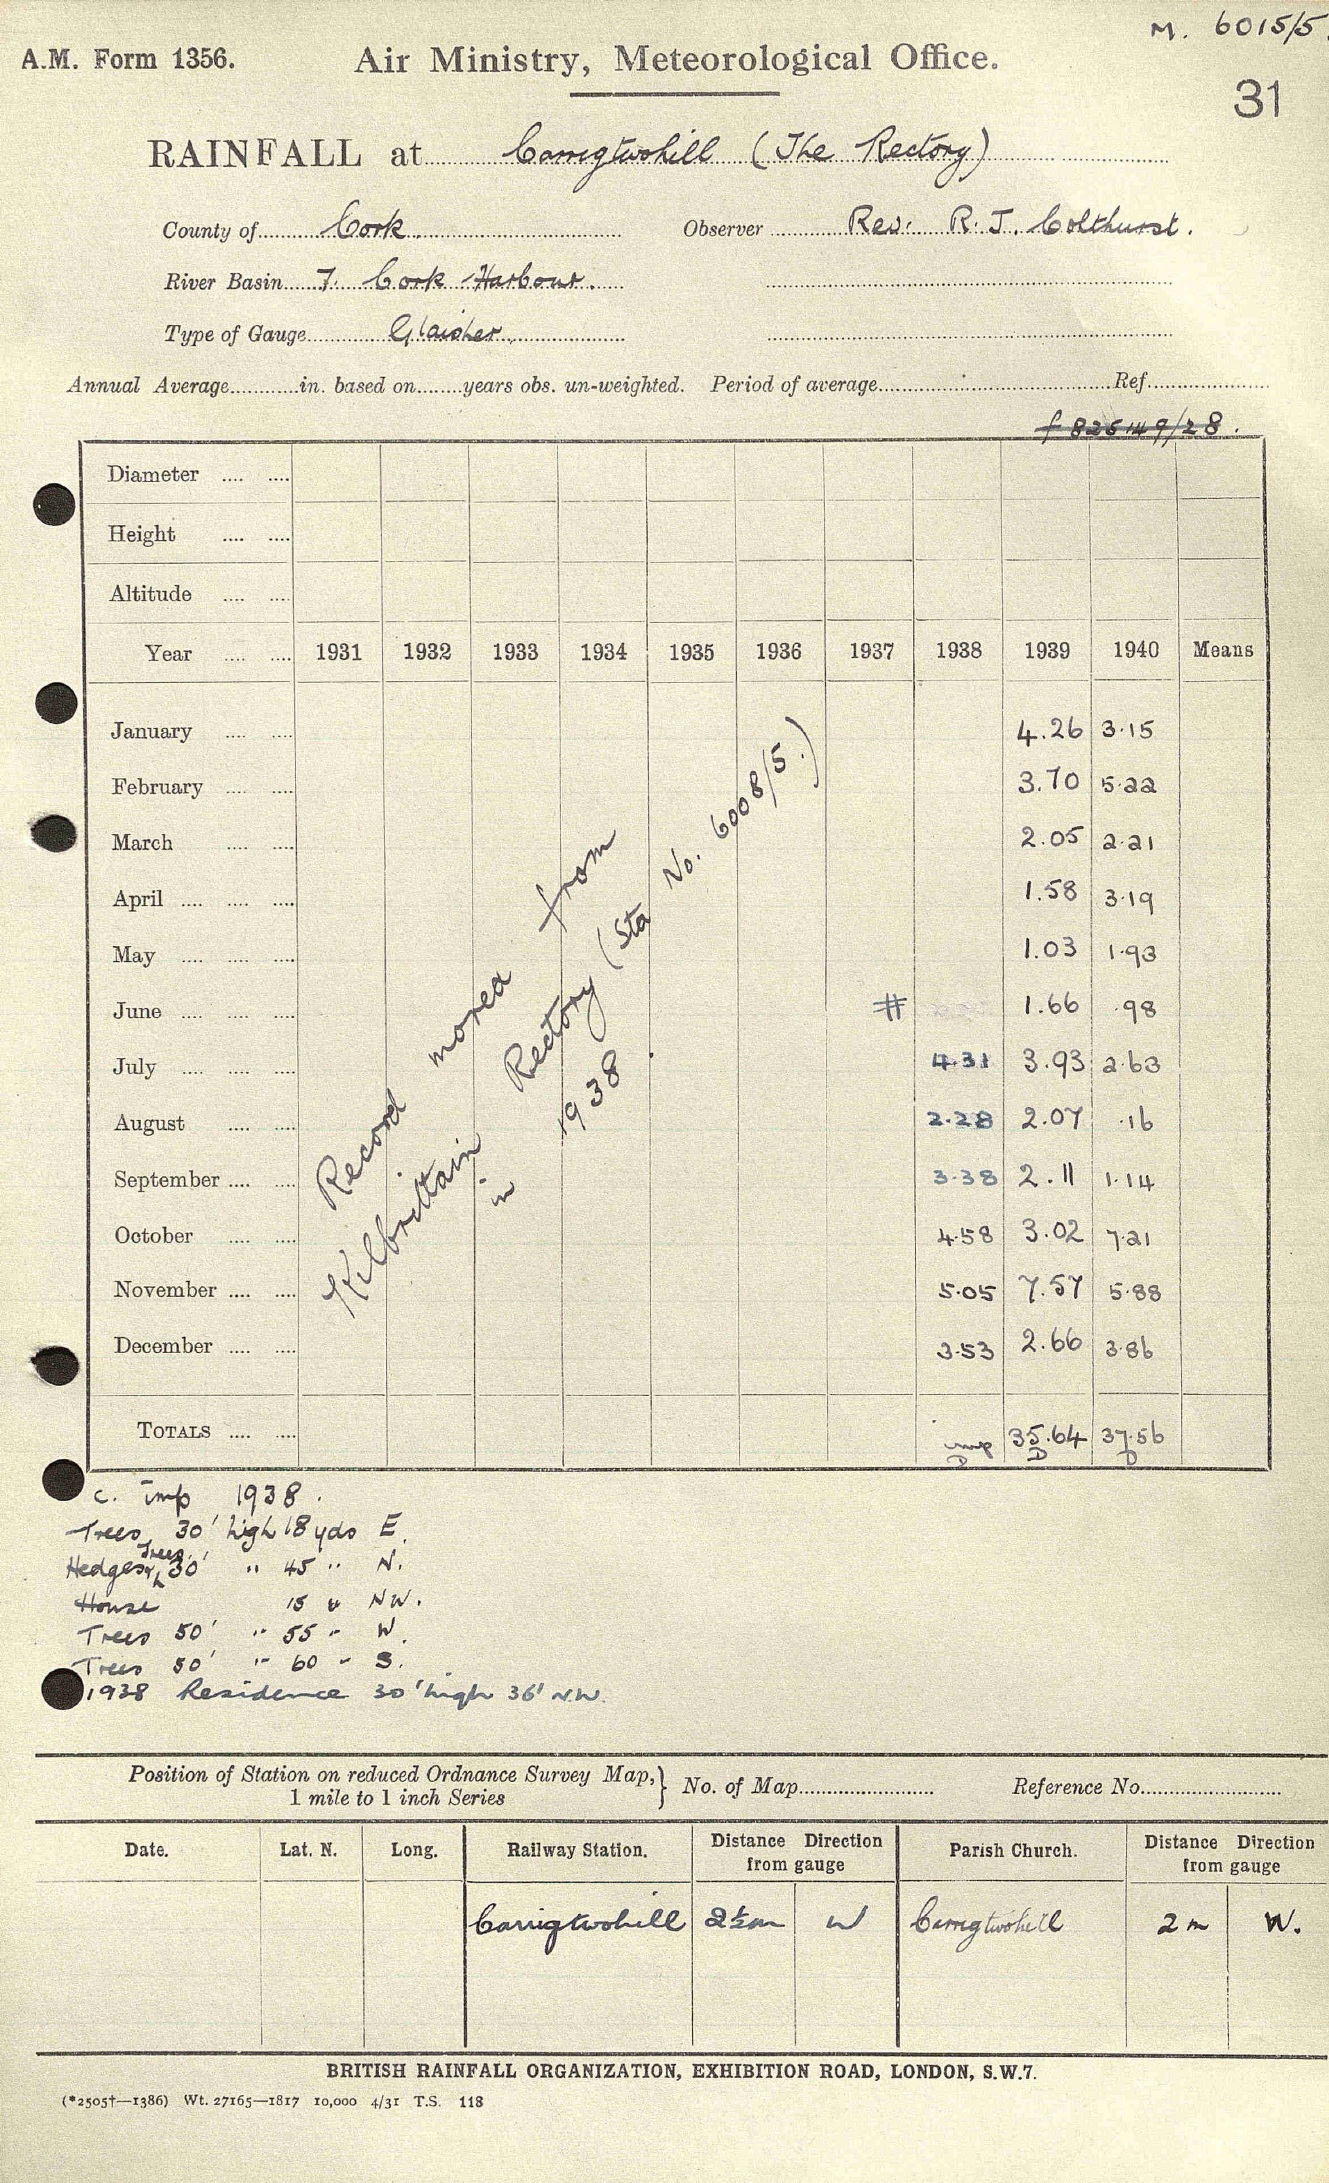 M. 6015/5.
A.M. Form 1356. Air Ministry, Meteorological Office.
31
RAINFALL at Carrigtwohill (The Rectory)
County of Cork Observer Rev. R. J. Colthurst.
River Basin 7. Cork Harbour.
Type of Gauge Glaisher
Annual Average............in. based on........years obs. un-weighted. Period of average............Ref............
Diameter .... ....
Height .... ....
Altitude .... ....
Year .... .... 1931 1932 1933 1934 1935 1936 1937 1938 1939 1940 Means
January .... .... 4.26 3.15
February .... .... 3.70 5.22
March .... .... 2.05 2.21
April .... .... .... 1.58 3.19
May .... .... .... 1.03 1.93
June .... .... .... # 1.66 .98
July .... .... .... 4.31 3.93 2.63
August .... .... 2.28 2.07 .16
September .... .... 3.38 2.11 1.14
October .... .... 4.58 3.02 7.21
November .... .... 5.05 7.57 5.88
December .... .... 3.53 2.66 3.86
TOTALS .... .... imp 35.64 37.56
D D D
Record moved from
Kilbrittain Rectory (Sta No. 6008/5.)
in 1938.
c. imp 1938.
Trees 30' high 18 yds E.
Hedges & Trees 30' " 45 " N.
House 15 " NW.
Trees 50' " 55 " W.
Trees 50' " 60 " S.
1938 Residence 30' high 36' N.W.
Position of Station on reduced Ordnance Survey Map,} No. of Map............ Reference No............
1 mile to 1 inch Series
Date. Lat. N. Long. Railway Station. Distance Direction from gauge Parish Church. Distance Direction from gauge
Carrigtwohill 2½m W Carrigtwohill 2 m W.
BRITISH RAINFALL ORGANIZATION, EXHIBITION ROAD, LONDON, S.W.7.
(*2505†—1386) Wt. 27165—1817 10,000 4/31 T.S. 118